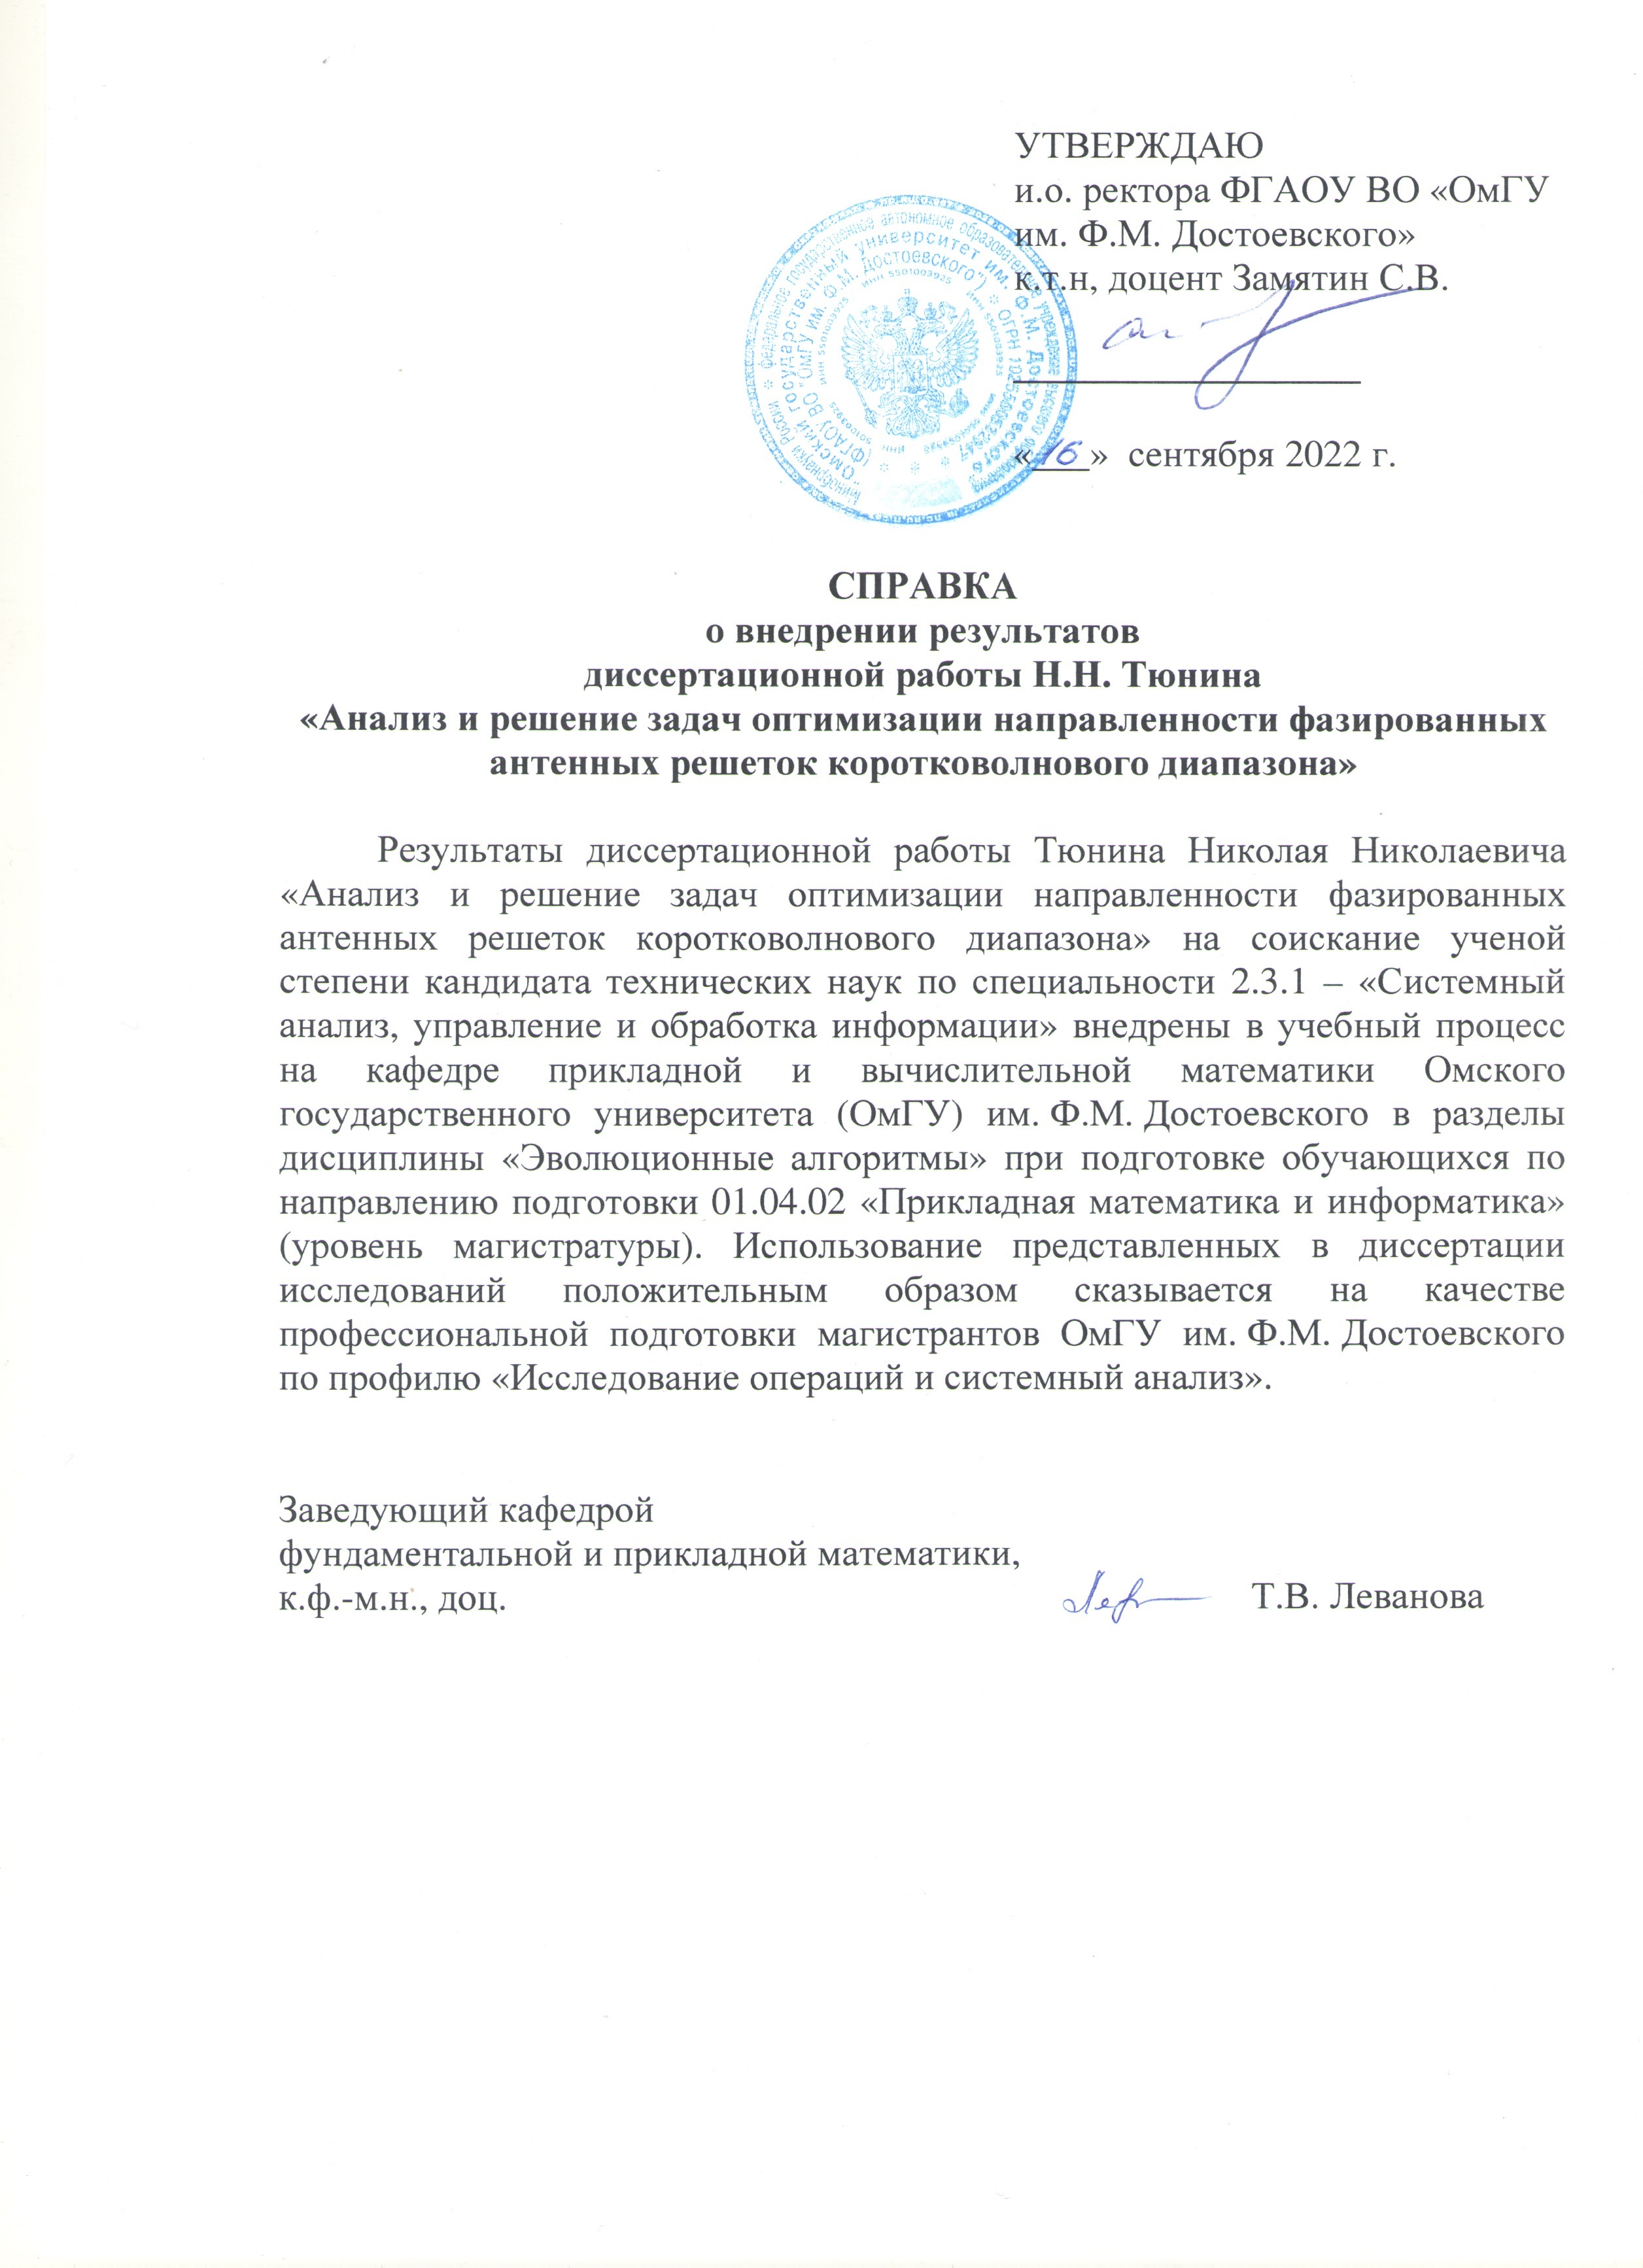 УТВЕРЖДАЮ
и.о. ректора ФГАОУ ВО «ОмГУ
им. Ф.М. Достоевского»
к.т.н, доцент Замятин С.В.
«16» сентября 2022 г.
СПРАВКА
о внедрении результатов
диссертационной работы Н.Н. Тюнина
«Анализ и решение задач оптимизации направленности фазированных
антенных решеток коротковолнового диапазона»
Результаты диссертационной работы Тюнина Николая Николаевича
«Анализ и решение задач оптимизации направленности фазированных
антенных решеток коротковолнового диапазона» на соискание ученой
степени кандидата технических наук по специальности 2.3.1 – «Системный
анализ, управление и обработка информации» внедрены в учебный процесс
на кафедре прикладной и вычислительной математики Омского
государственного университета (ОмГУ) им. Ф.М. Достоевского в разделы
дисциплины «Эволюционные алгоритмы» при подготовке обучающихся по
направлению подготовки 01.04.02 «Прикладная математика и информатика»
(уровень магистратуры). Использование представленных в диссертации
исследований положительным образом сказывается на качестве
профессиональной подготовки магистрантов ОмГУ им. Ф.М. Достоевского
по профилю «Исследование операций и системный анализ».
Заведующий кафедрой
фундаментальной и прикладной математики,
к.ф.-м.н., доц. Т.В. Леванова
Минобрнауки России * федеральное государственное автономное образовательное учреждение высшего образования
"Омский государственный университет им. Ф.М. Достоевского"
(ФГАОУ ВО "ОмГУ им. Ф.М. Достоевского") * ОГРН
ИНН 5501003925